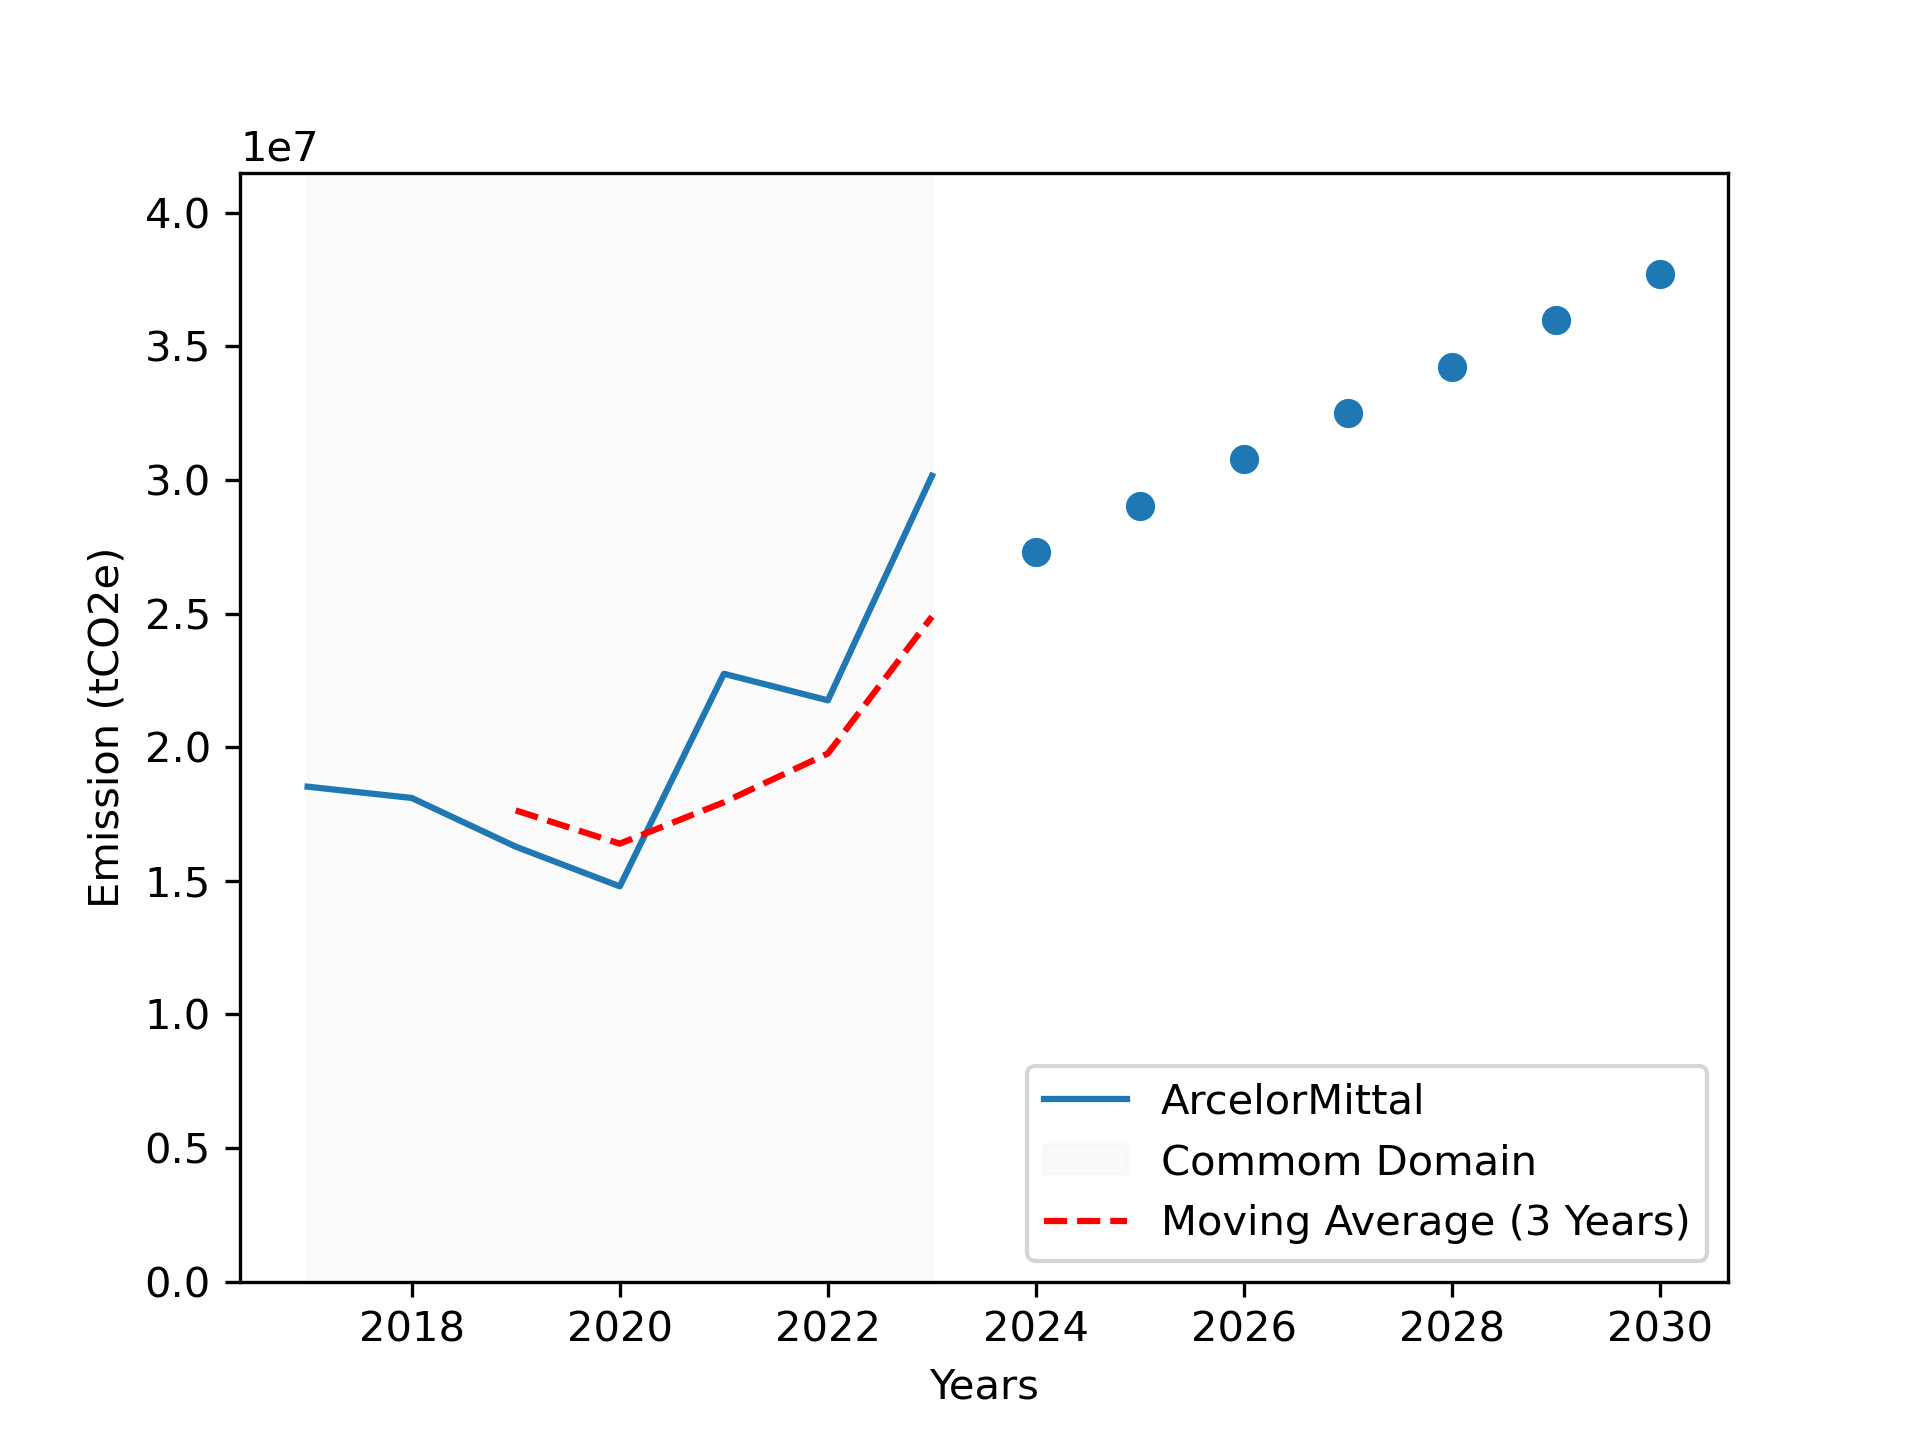 1e7
4.0
3.5
3.0
2.5
2.0
1.5
1.0
0.5
0.0
Emission (tCO2e)
2018 2020 2022 2024 2026 2028 2030
Years
ArcelorMittal
Commom Domain
Moving Average (3 Years)